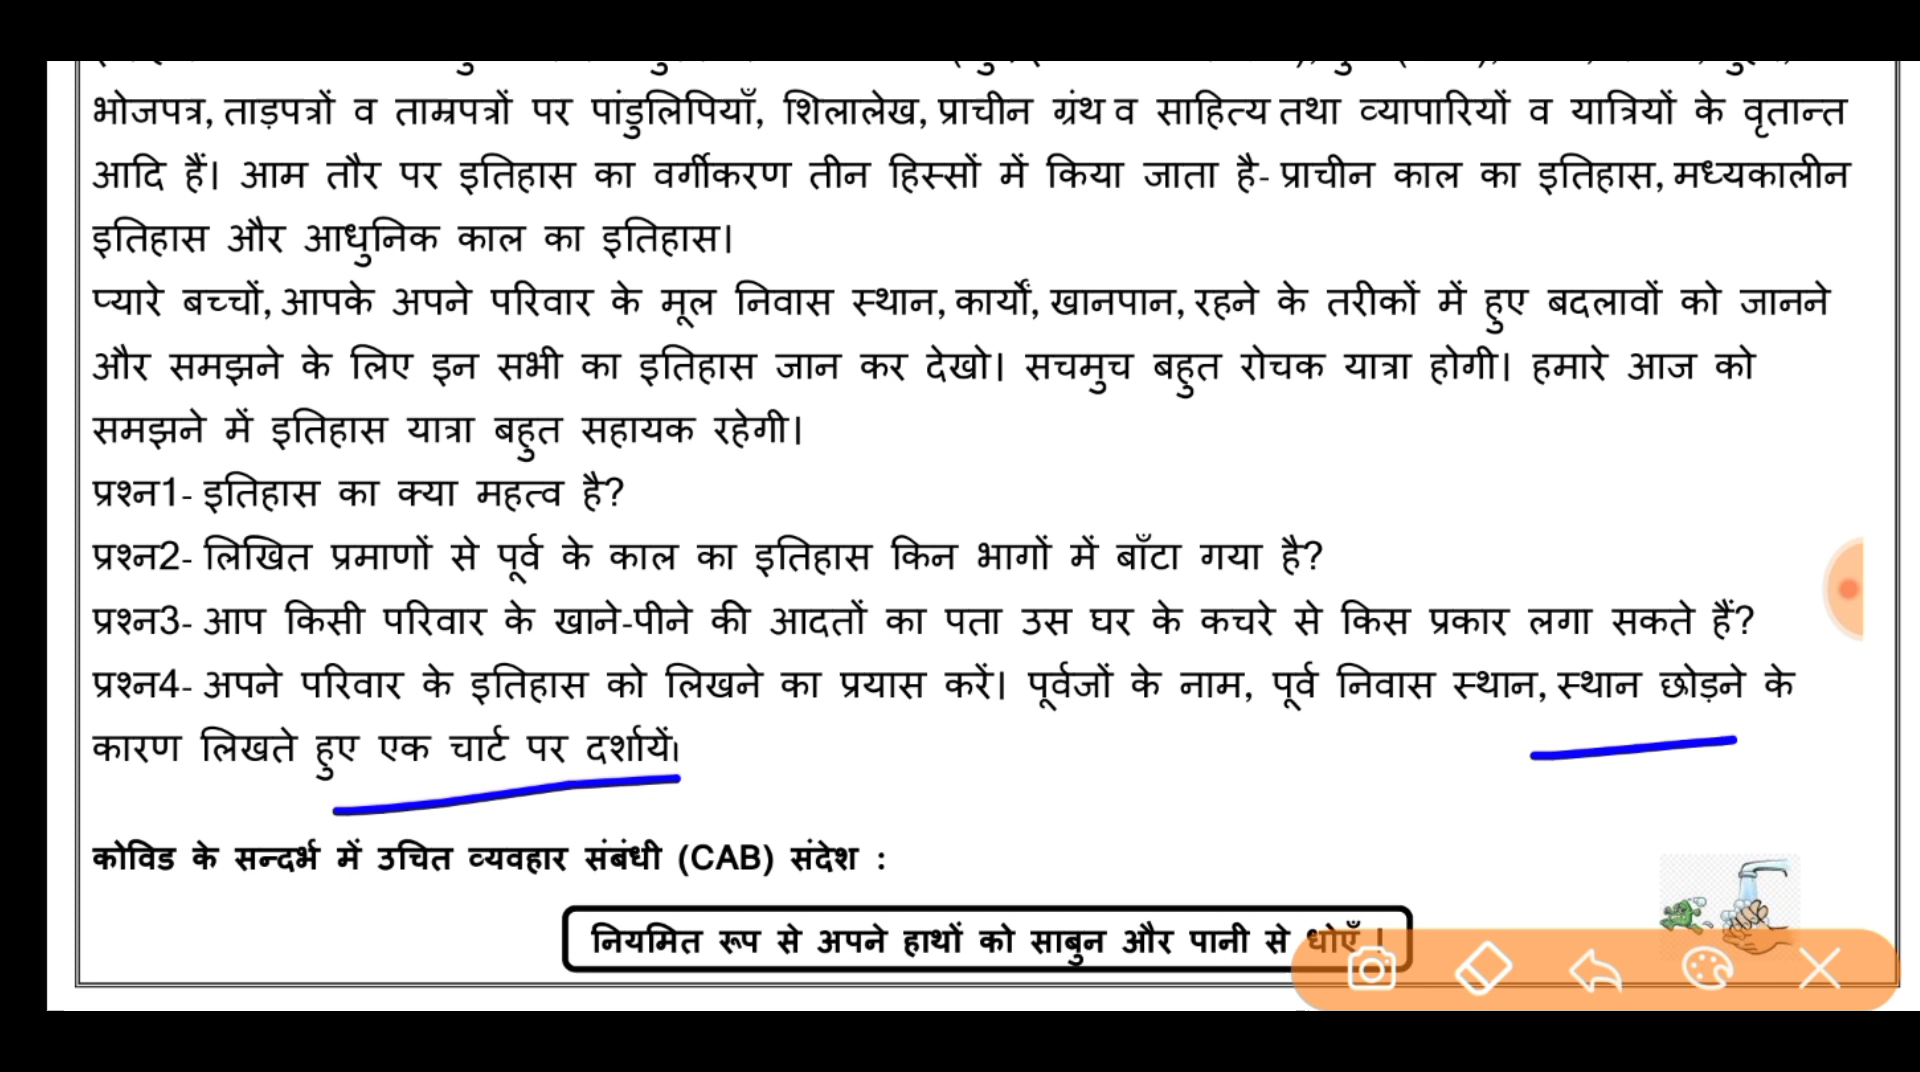 भोजपत्र, ताड़पत्रों व ताम्रपत्रों पर पांडुलिपियाँ, शिलालेख, प्राचीन ग्रंथ व साहित्य तथा व्यापारियों व यात्रियों के वृतान्त
आदि हैं। आम तौर पर इतिहास का वर्गीकरण तीन हिस्सों में किया जाता है- प्राचीन काल का इतिहास, मध्यकालीन
इतिहास और आधुनिक काल का इतिहास।
प्यारे बच्चों, आपके अपने परिवार के मूल निवास स्थान, कार्यों, खानपान, रहने के तरीकों में हुए बदलावों को जानने
और समझने के लिए इन सभी का इतिहास जान कर देखो। सचमुच बहुत रोचक यात्रा होगी। हमारे आज को
समझने में इतिहास यात्रा बहुत सहायक रहेगी।
प्रश्न1- इतिहास का क्या महत्व है?
प्रश्न2- लिखित प्रमाणों से पूर्व के काल का इतिहास किन भागों में बाँटा गया है?
प्रश्न3- आप किसी परिवार के खाने-पीने की आदतों का पता उस घर के कचरे से किस प्रकार लगा सकते हैं?
प्रश्न4- अपने परिवार के इतिहास को लिखने का प्रयास करें। पूर्वजों के नाम, पूर्व निवास स्थान, स्थान छोड़ने के
कारण लिखते हुए एक चार्ट पर दर्शायें।
कोविड के सन्दर्भ में उचित व्यवहार संबंधी (CAB) संदेश :
नियमित रूप से अपने हाथों को साबुन और पानी से धोएँ !